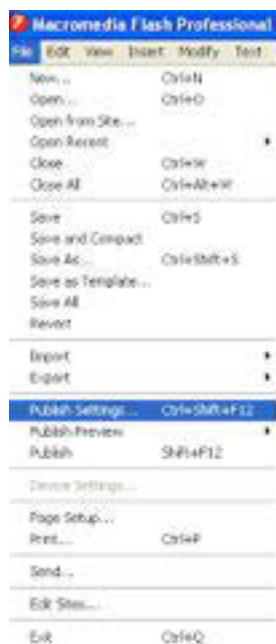 Macromedia Flash Professional
File Edit View Insert Modify Text
New... Ctrl+N
Open... Ctrl+O
Open from Site...
Open Recent
Close Ctrl+W
Close All Ctrl+Alt+W
Save Ctrl+S
Save and Compact
Save As... Ctrl+Shift+S
Save as Template...
Save All
Revert
Import
Export
Publish Settings... Ctrl+Shift+F12
Publish Preview
Publish Shift+F12
Device Settings...
Page Setup...
Print... Ctrl+P
Send...
Edit Sites...
Exit Ctrl+Q